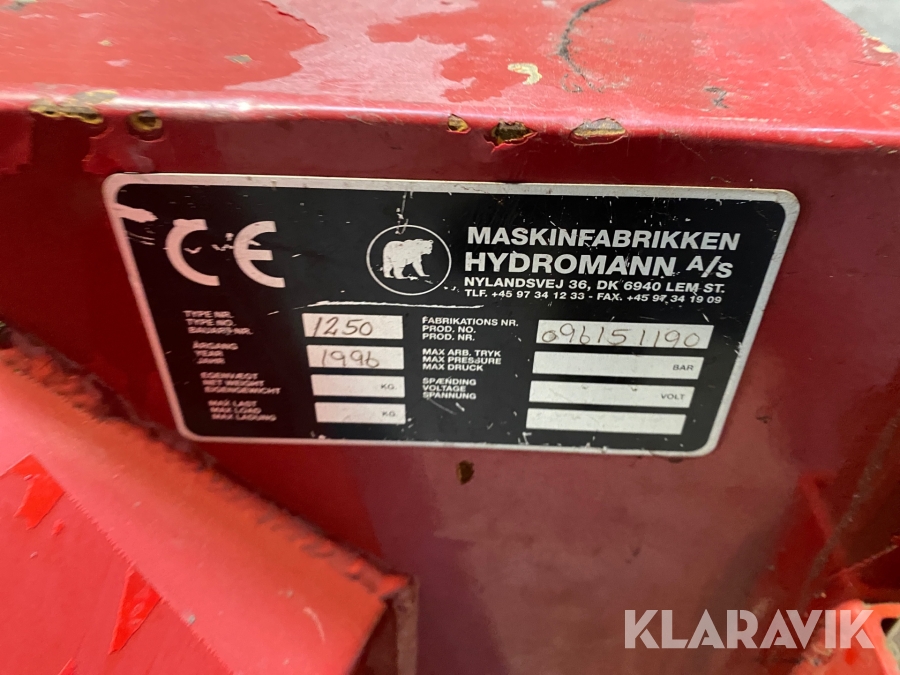 CE
MASKINFABRIKKEN
HYDROMANN A/S
NYLANDSVEJ 36, DK 6940 LEM ST.
TLF. +45 97 34 12 33 - FAX. +45 97 34 19 09
TYPE NR.
TYPE NO.
BAUART-NR.
1250
FABRIKATIONS NR.
PROD. NO.
PROD. NR.
096151190
ÅRGANG
YEAR
JAHR
1996
MAX ARB. TRYK
MAX PRESSURE
MAX DRUCK
BAR
EGENVÆGT
NET WEIGHT
EIGENGEWICHT
KG.
SPÆNDING
VOLTAGE
SPANNUNG
VOLT
MAX LAST
MAX LOAD
MAX LADUNG
KG.
KLARAVIK